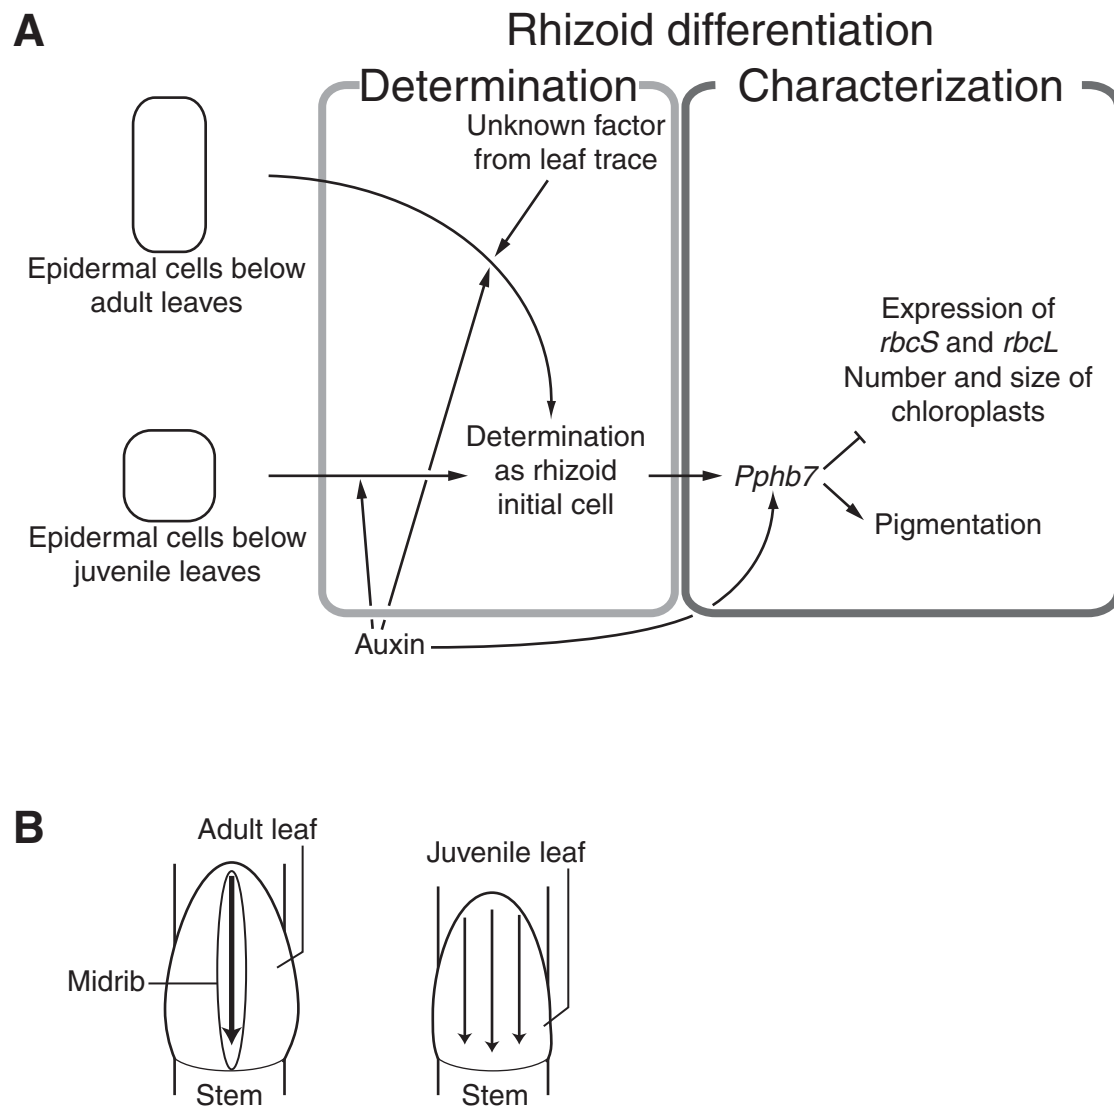 A
Rhizoid differentiation
Determination
Characterization
Unknown factor
from leaf trace
Epidermal cells below
adult leaves
Expression of
rbcS and rbcL
Number and size of
chloroplasts
Determination
as rhizoid
initial cell
Pphb7
Pigmentation
Epidermal cells below
juvenile leaves
Auxin
B
Adult leaf
Juvenile leaf
Midrib
Stem
Stem